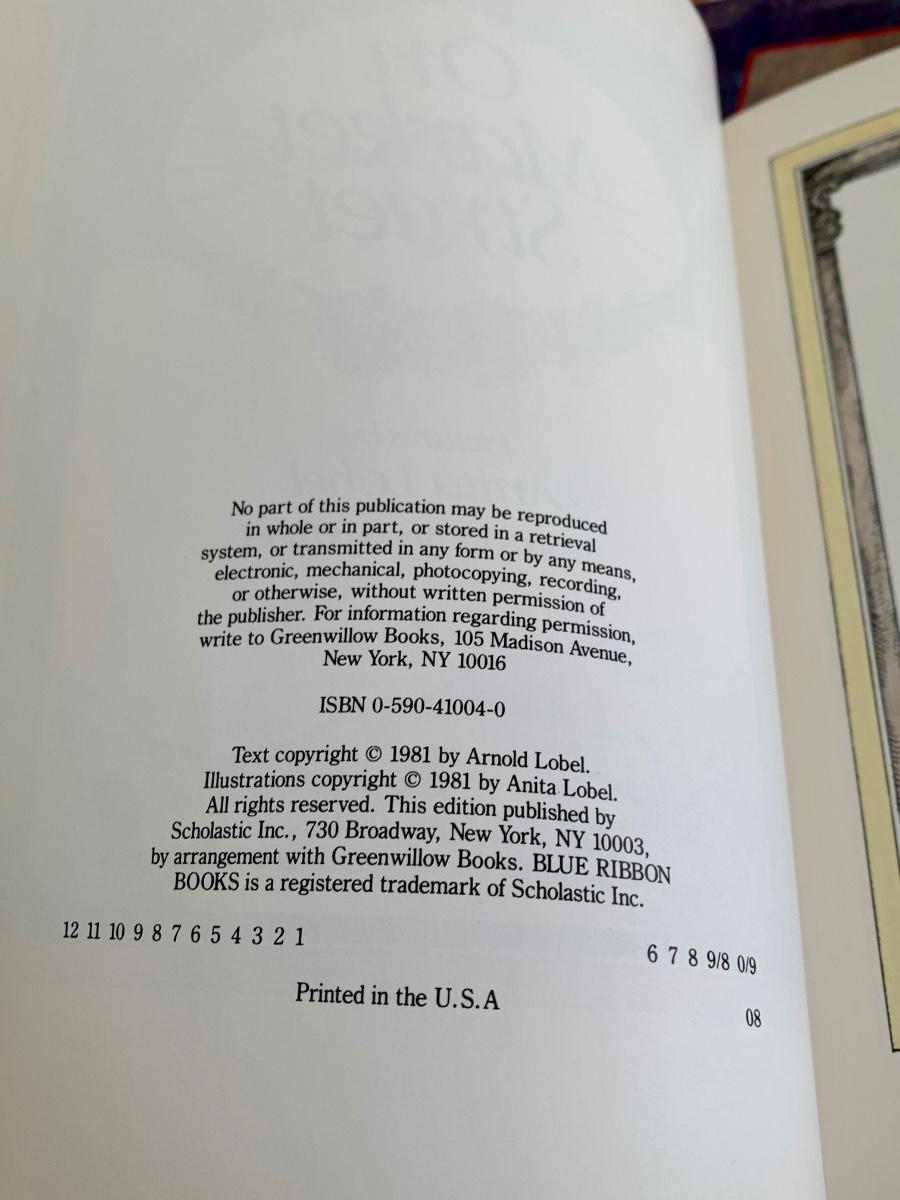 On
Market
Street
Anita Lobel
No part of this publication may be reproduced
in whole or in part, or stored in a retrieval
system, or transmitted in any form or by any means,
electronic, mechanical, photocopying, recording,
or otherwise, without written permission of
the publisher. For information regarding permission,
write to Greenwillow Books, 105 Madison Avenue,
New York, NY 10016
ISBN 0-590-41004-0
Text copyright © 1981 by Arnold Lobel.
Illustrations copyright © 1981 by Anita Lobel.
All rights reserved. This edition published by
Scholastic Inc., 730 Broadway, New York, NY 10003,
by arrangement with Greenwillow Books. BLUE RIBBON
BOOKS is a registered trademark of Scholastic Inc.
12 11 10 9 8 7 6 5 4 3 2 1
6 7 8 9/8 0/9
Printed in the U.S.A
08